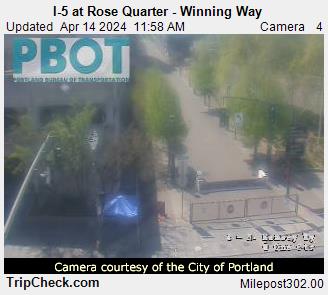 I-5 at Rose Quarter - Winning Way
Updated Apr 14 2024 11:58 AM Camera 4
PBOT
PORTLAND BUREAU OF TRANSPORTATION
Camera courtesy of the City of Portland
TripCheck.com Milepost302.00